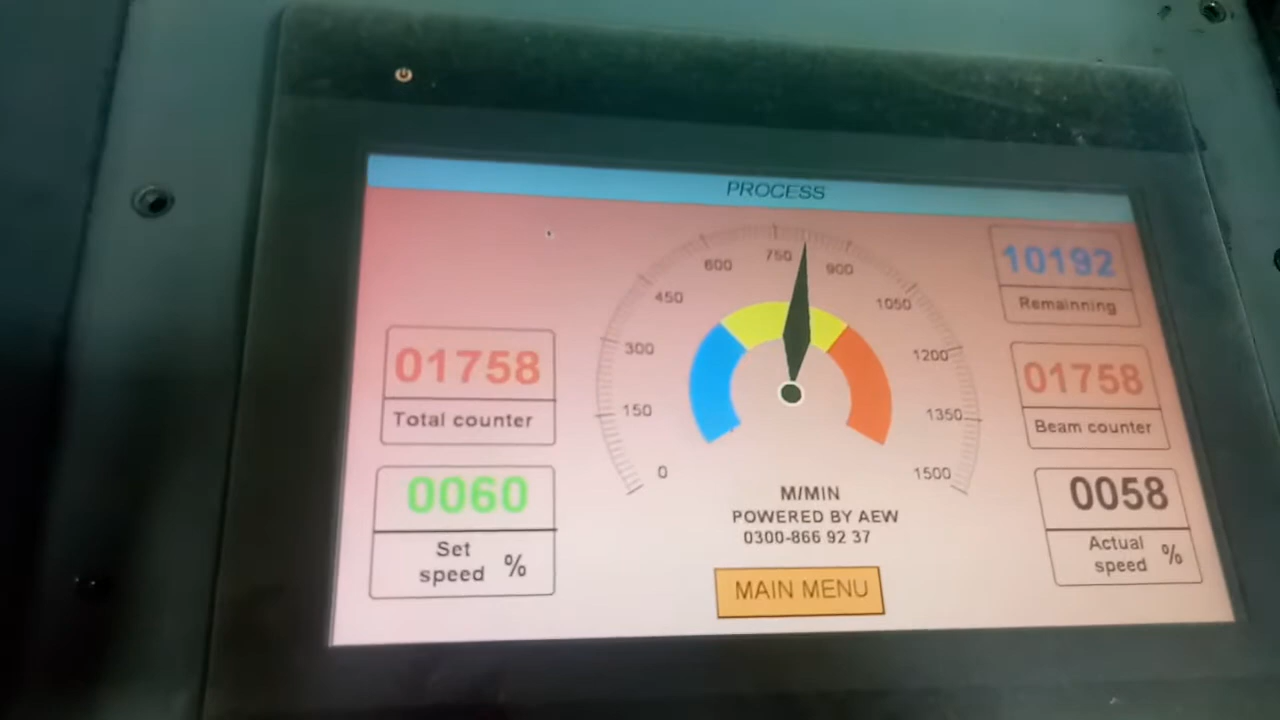 PROCESS
10192
Remainning
01758
Total counter
0060
Set
speed %
0
150
300
450
600
750
900
1050
1200
1350
1500
M/MIN
POWERED BY AEW
0300-866 92 37
MAIN MENU
01758
Beam counter
0058
Actual
speed %